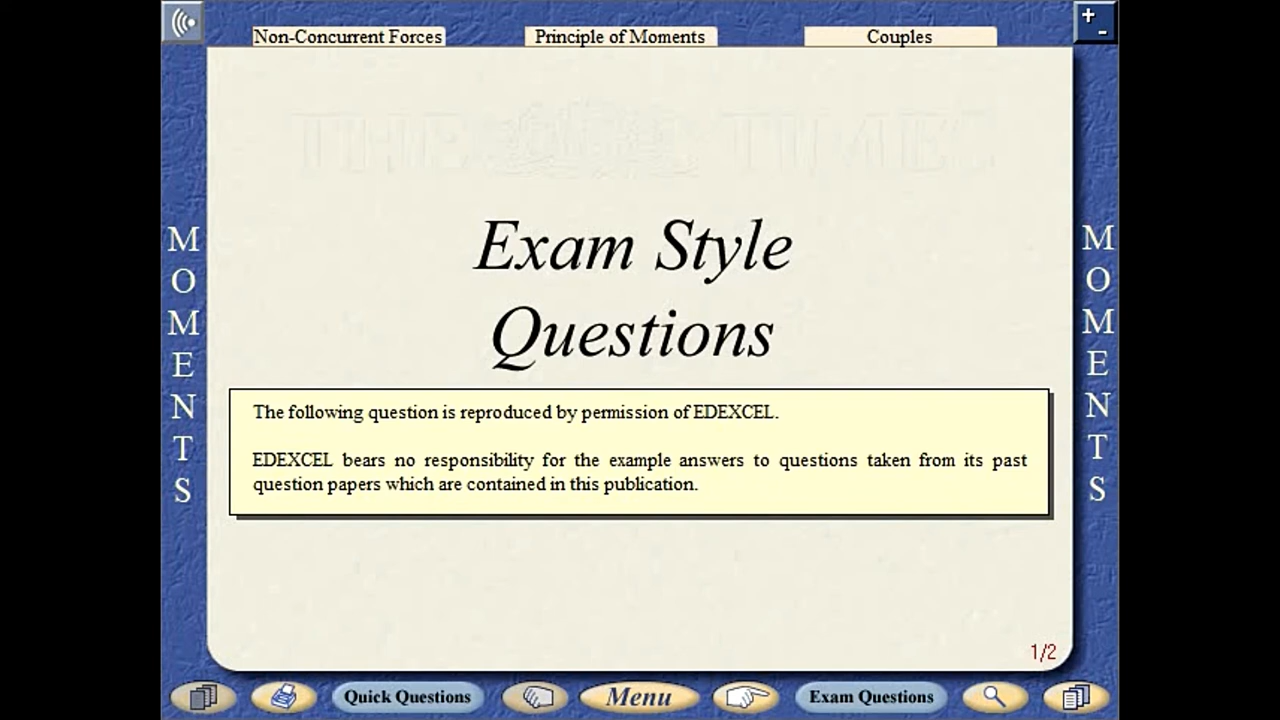 Non-Concurrent Forces
Principle of Moments
Couples
+
-
THE TIMES
Exam Style
Questions
MOMENTS
MOMENTS
The following question is reproduced by permission of EDEXCEL.
EDEXCEL bears no responsibility for the example answers to questions taken from its past
question papers which are contained in this publication.
1/2
Quick Questions
Menu
Exam Questions